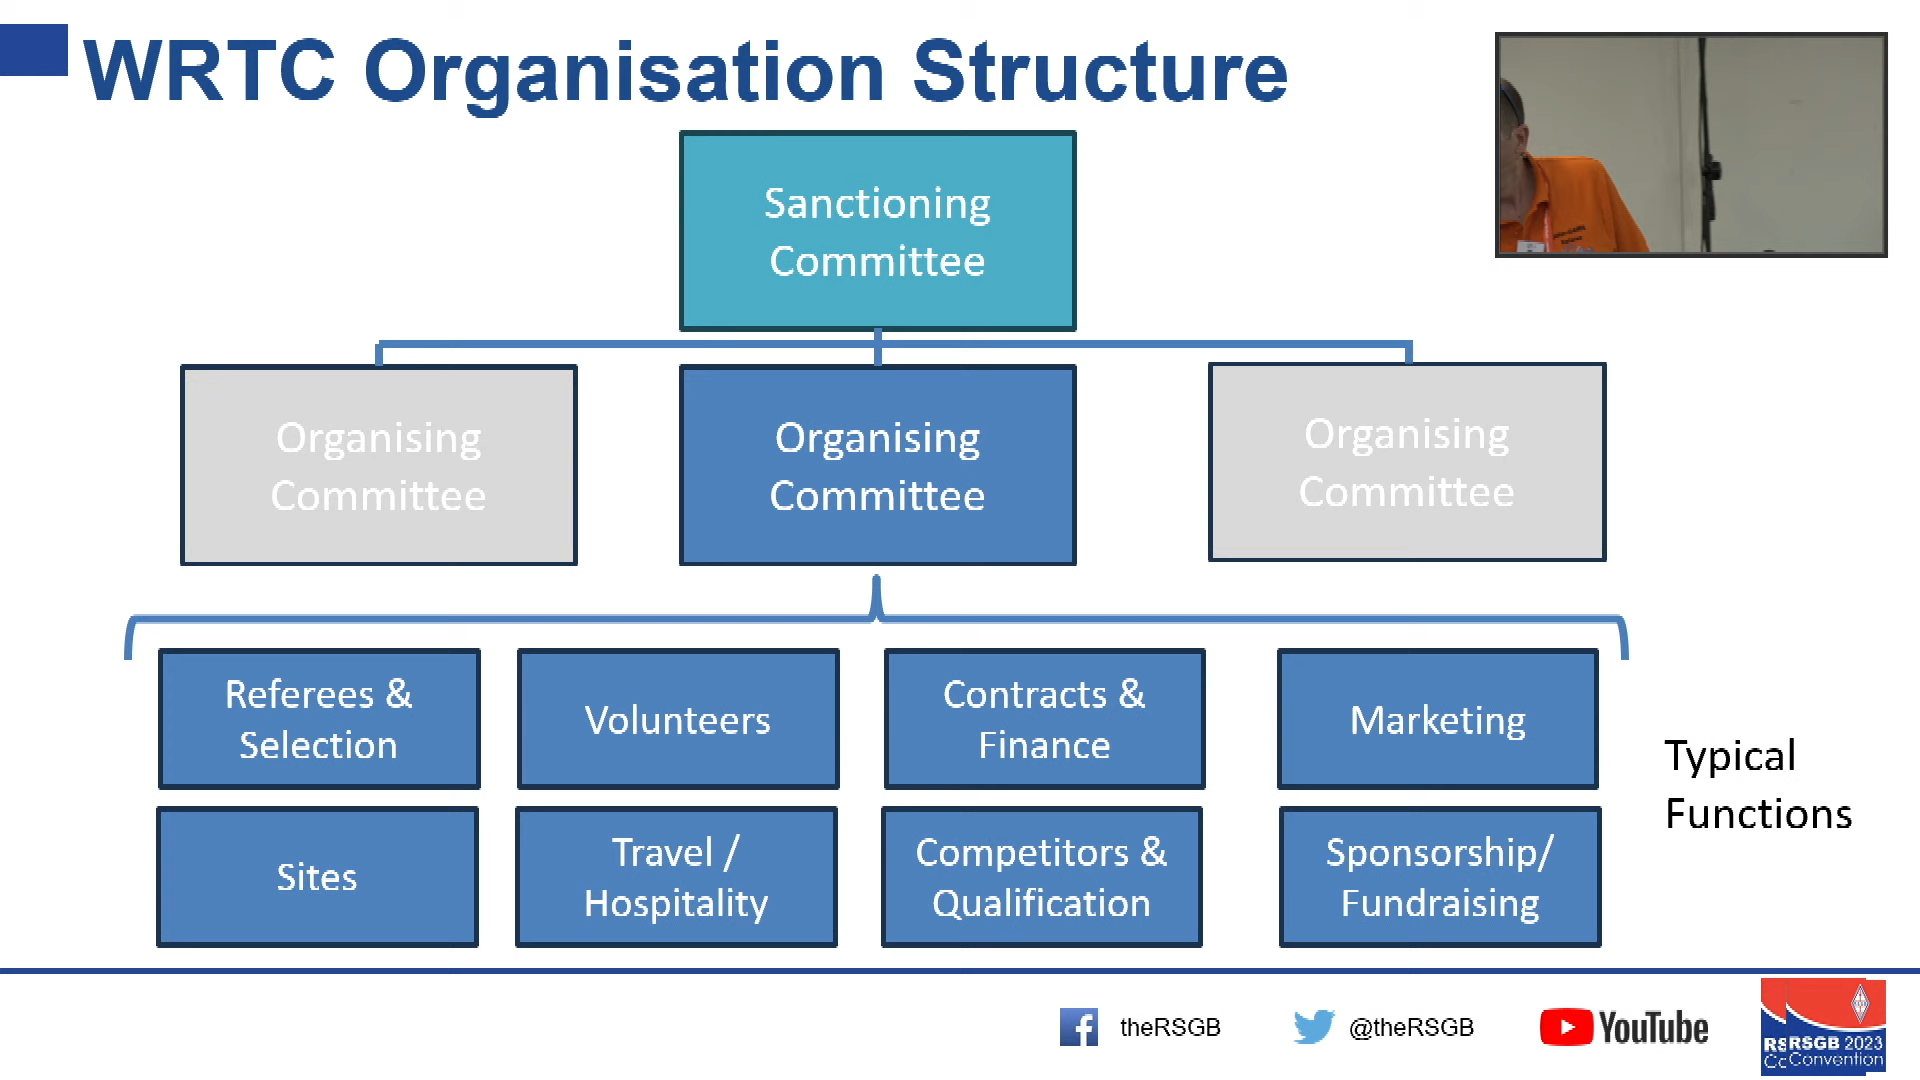 WRTC Organisation Structure
Sanctioning
Committee
Organising
Committee
Organising
Committee
Organising
Committee
Referees &
Selection
Volunteers
Contracts &
Finance
Marketing
Sites
Travel /
Hospitality
Competitors &
Qualification
Sponsorship/
Fundraising
Typical
Functions
theRSGB
@theRSGB
YouTube
RSGB 2023
Convention